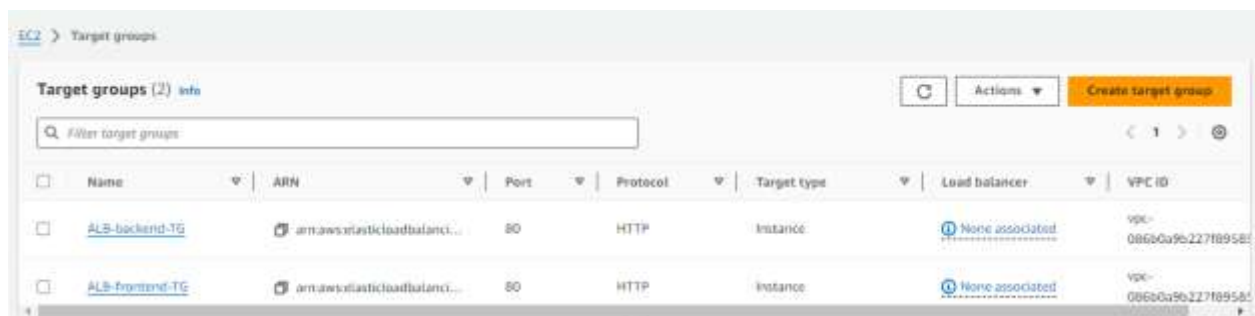 EC2 > Target groups
Target groups (2) Info
Actions
Create target group
Filter target groups
1
Name ARN Port Protocol Target type Load balancer VPC ID
ALB-backend-TG arn:aws:elasticloadbalanci... 80 HTTP Instance None associated vpc-
086b0a9b227f8958
ALB-frontend-TG arn:aws:elasticloadbalanci... 80 HTTP Instance None associated vpc-
086b0a9b227f8958